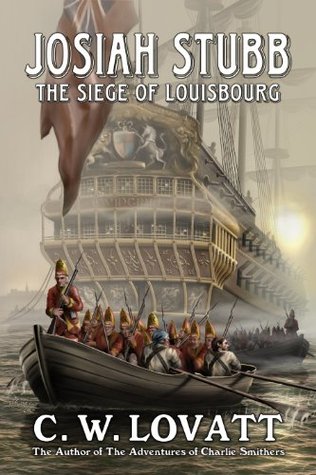 JOSIAH STUBB
THE SIEGE OF LOUISBOURG
C. W. LOVATT
The Author of The Adventures of Charlie Smithers